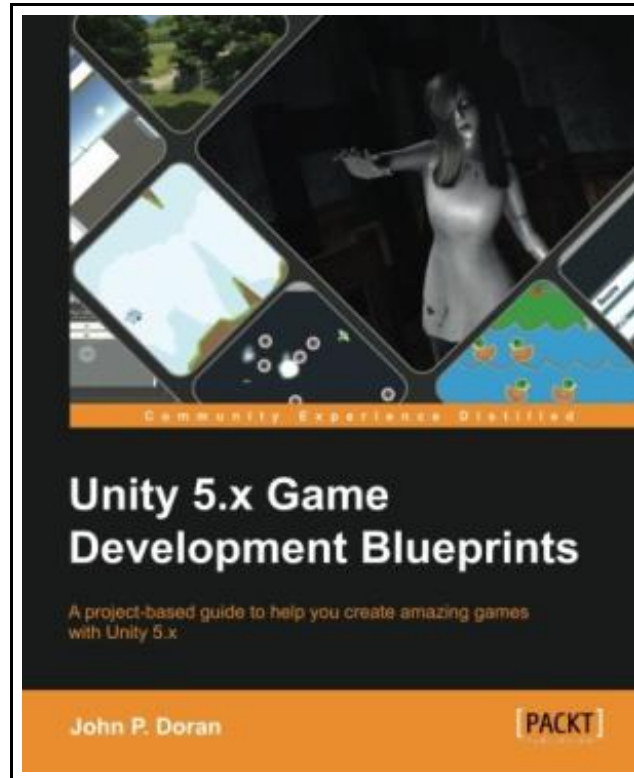 Community Experience Distilled
Unity 5.x Game
Development Blueprints
A project-based guide to help you create amazing games
with Unity 5.x
John P. Doran
[PACKT]
PUBLISHING